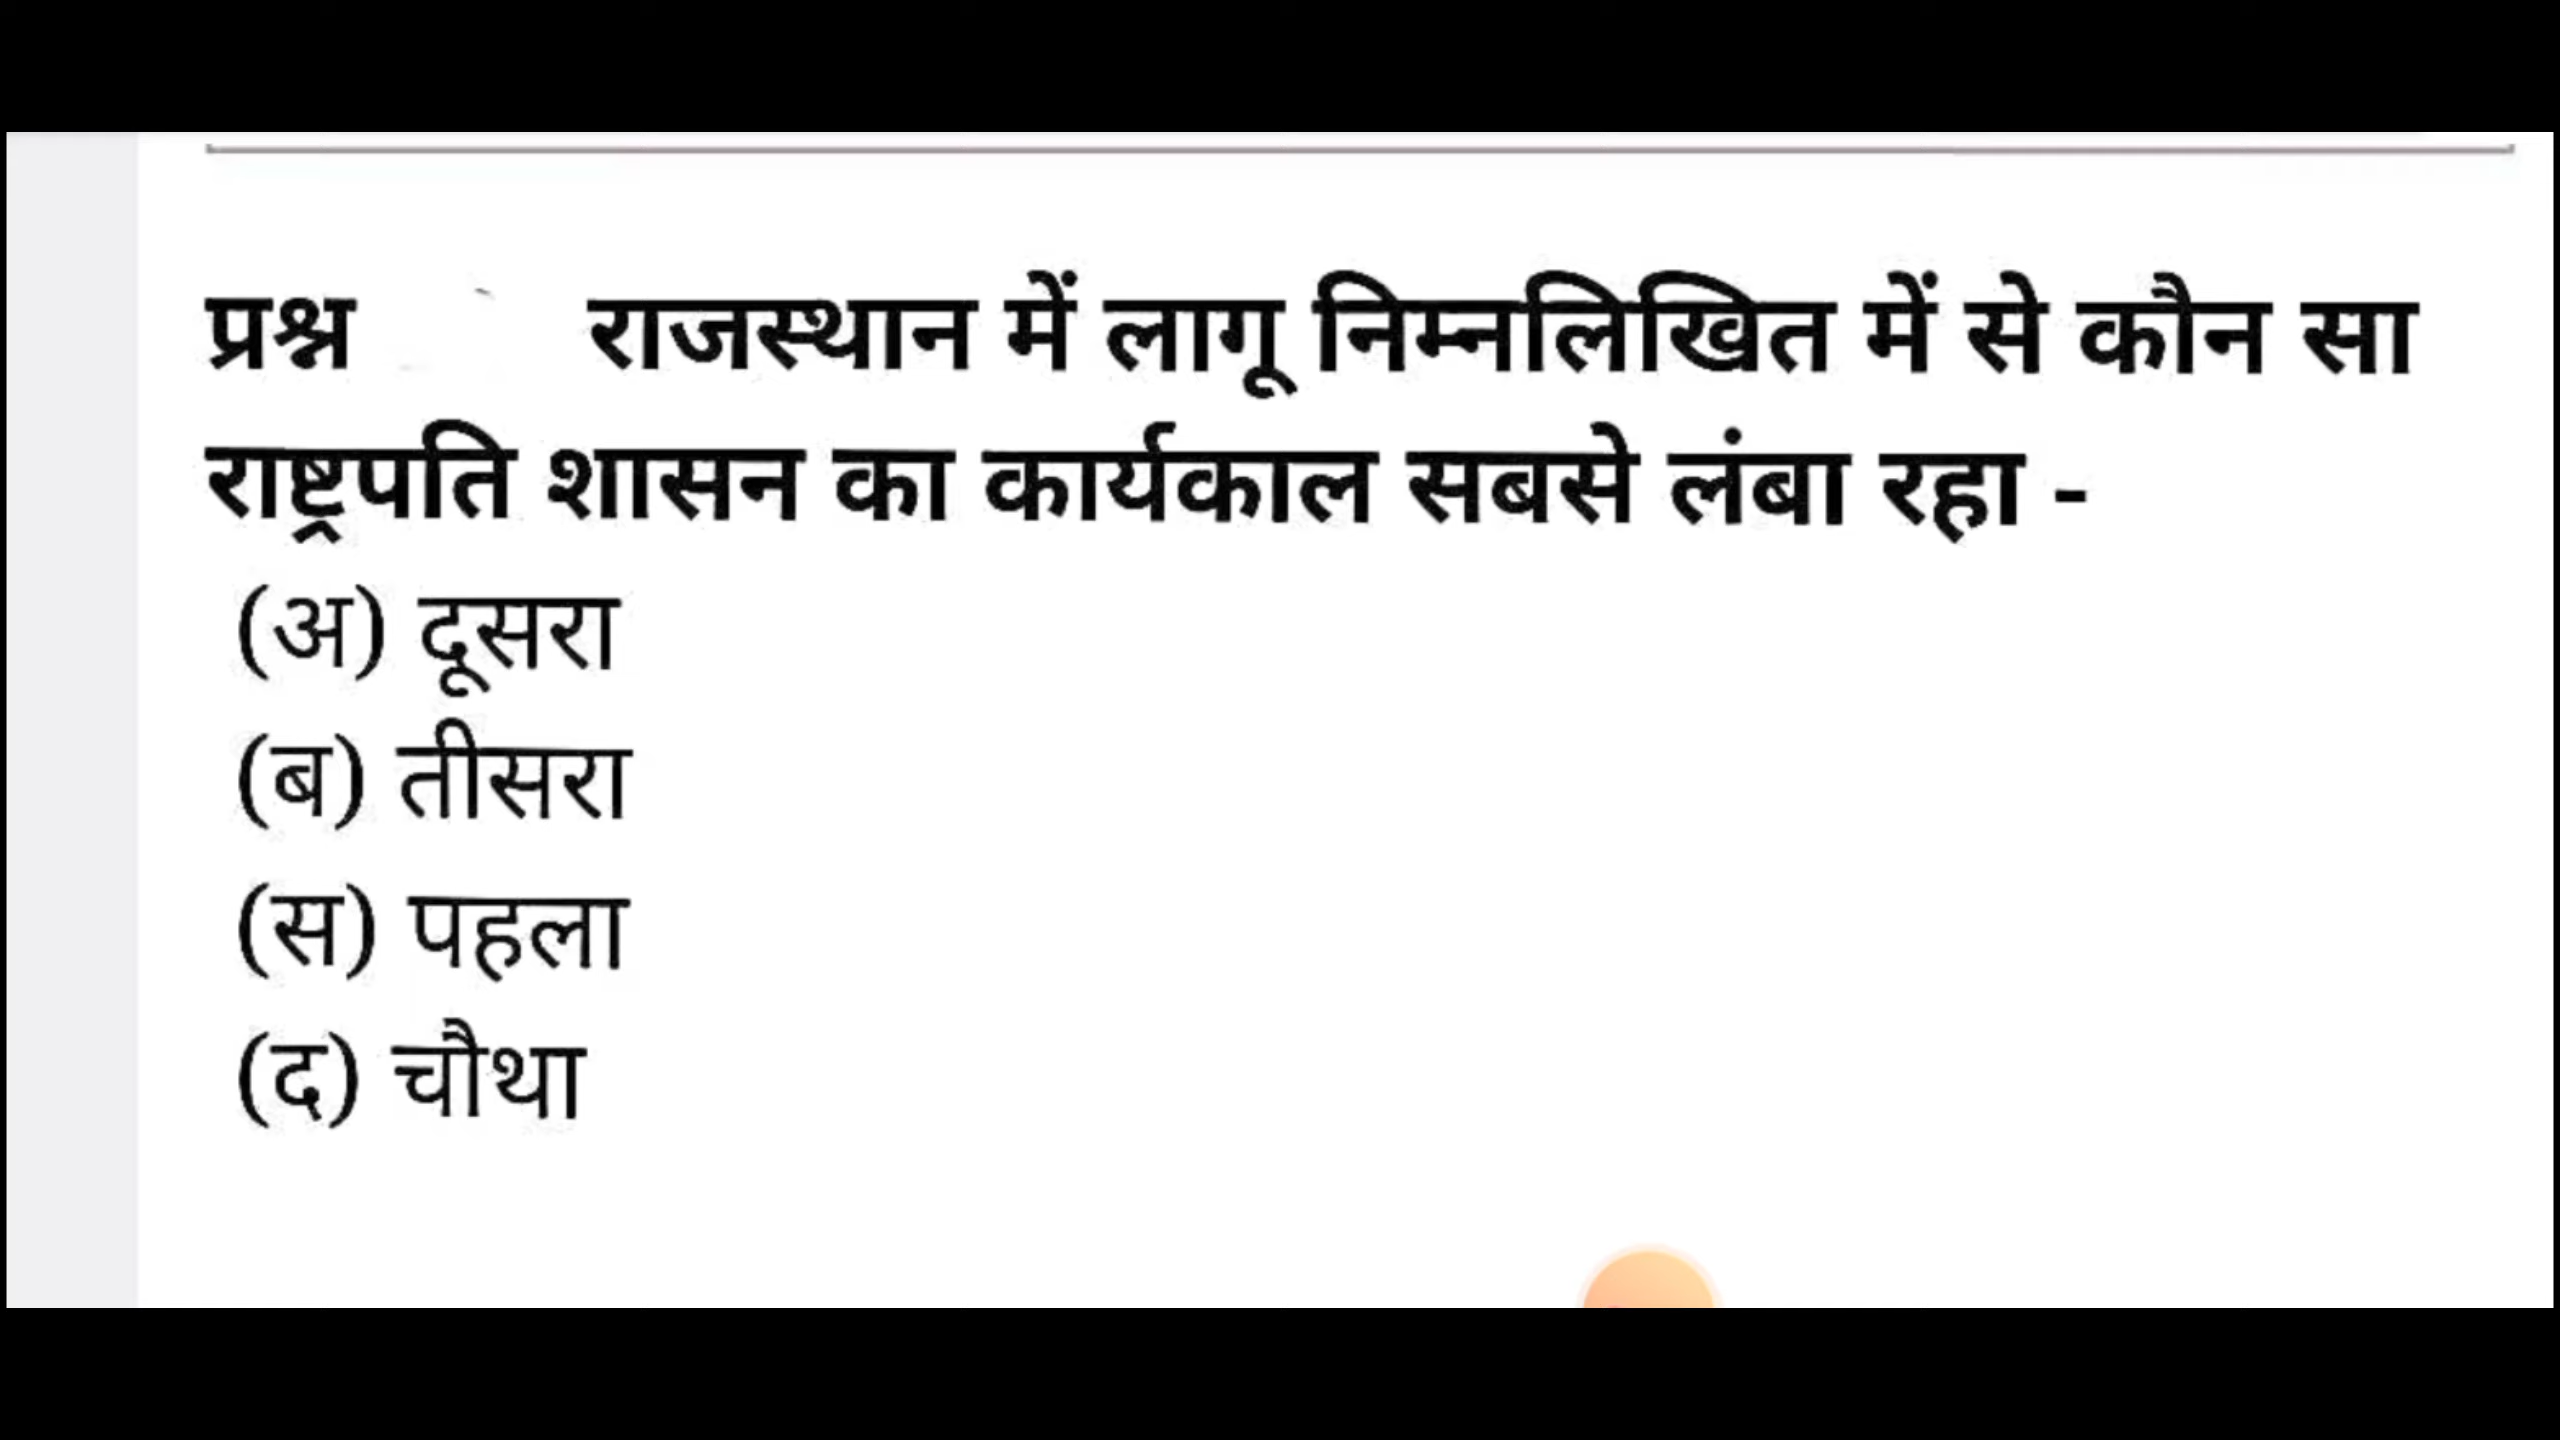 प्रश्न राजस्थान में लागू निम्नलिखित में से कौन सा
राष्ट्रपति शासन का कार्यकाल सबसे लंबा रहा -
(अ) दूसरा
(ब) तीसरा
(स) पहला
(द) चौथा